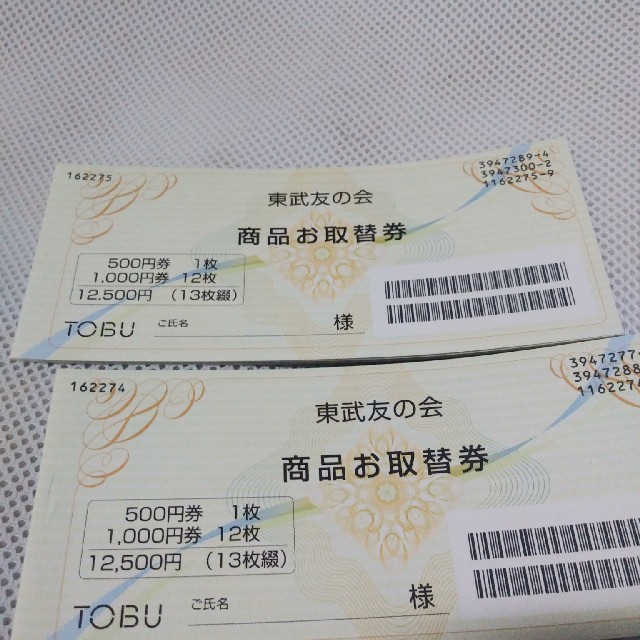 162275
3947289-4
3947300-2
1162275-9
東武友の会
商品お取替券
500円券 1枚
1,000円券 12枚
12,500円 (13枚綴)
TOBU ご氏名 様
162274
3947277-
3947288
116227
東武友の会
商品お取替券
500円券 1枚
1,000円券 12枚
12,500円 (13枚綴)
TOBU ご氏名 様